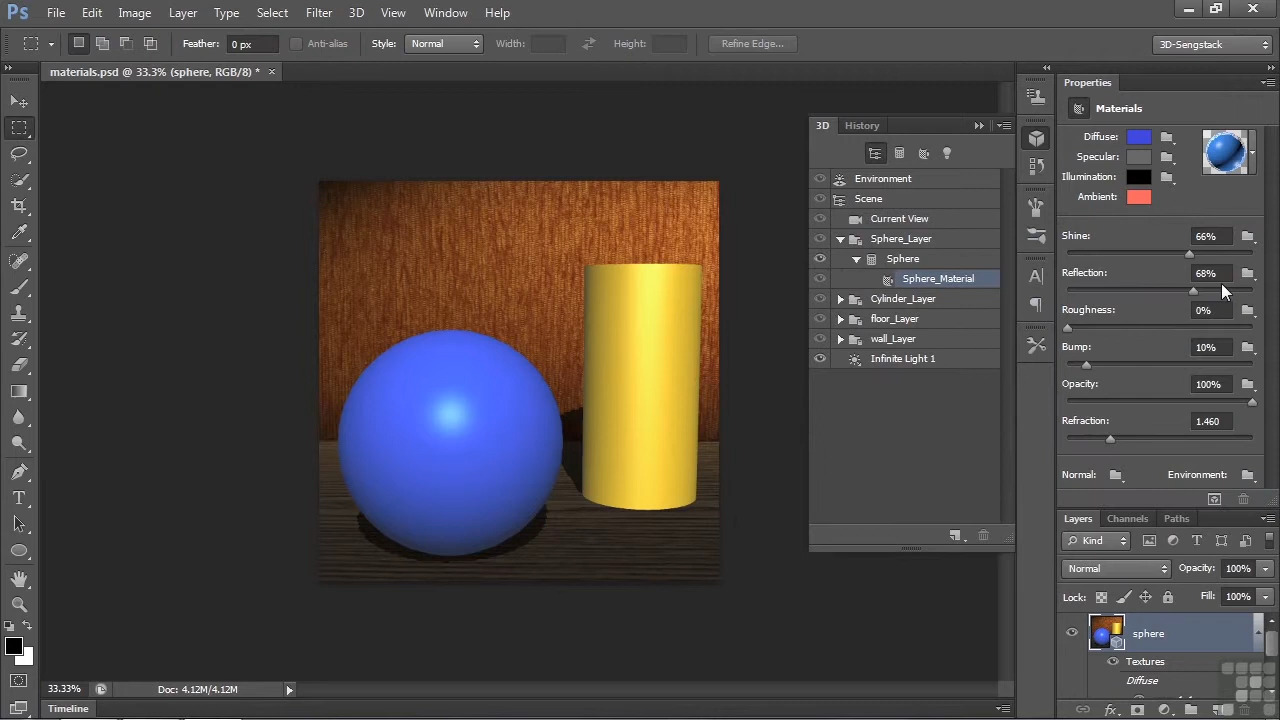 Ps File Edit Image Layer Type Select Filter 3D View Window Help
Feather: 0 px Anti-alias Style: Normal Width: Height: Refine Edge... 3D-Sengstack
materials.psd @ 33.3% (sphere, RGB/8) * ×
Properties
Materials
Diffuse:
Specular:
Illumination:
Ambient:
Shine: 66%
Reflection: 68%
Roughness: 0%
Bump: 10%
Opacity: 100%
Refraction: 1.460
Normal: Environment:
3D History
Environment
Scene
Current View
Sphere_Layer
Sphere
Sphere_Material
Cylinder_Layer
floor_Layer
wall_Layer
Infinite Light 1
Layers Channels Paths
Kind
Normal Opacity: 100%
Lock: Fill: 100%
sphere
Textures
Diffuse
33.33% Doc: 4.12M/4.12M
Timeline